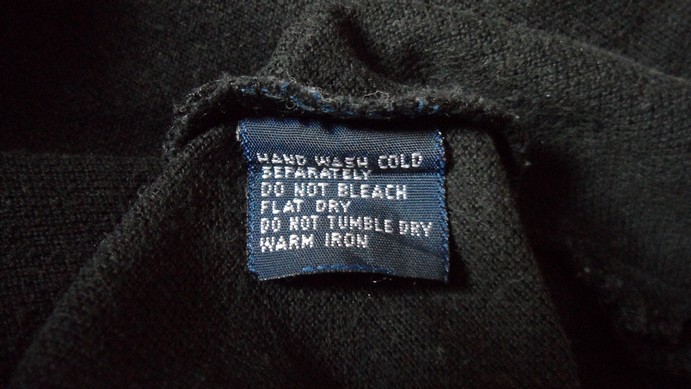 HAND WASH COLD
SEPARATELY
DO NOT BLEACH
FLAT DRY
DO NOT TUMBLE DRY
WARM IRON